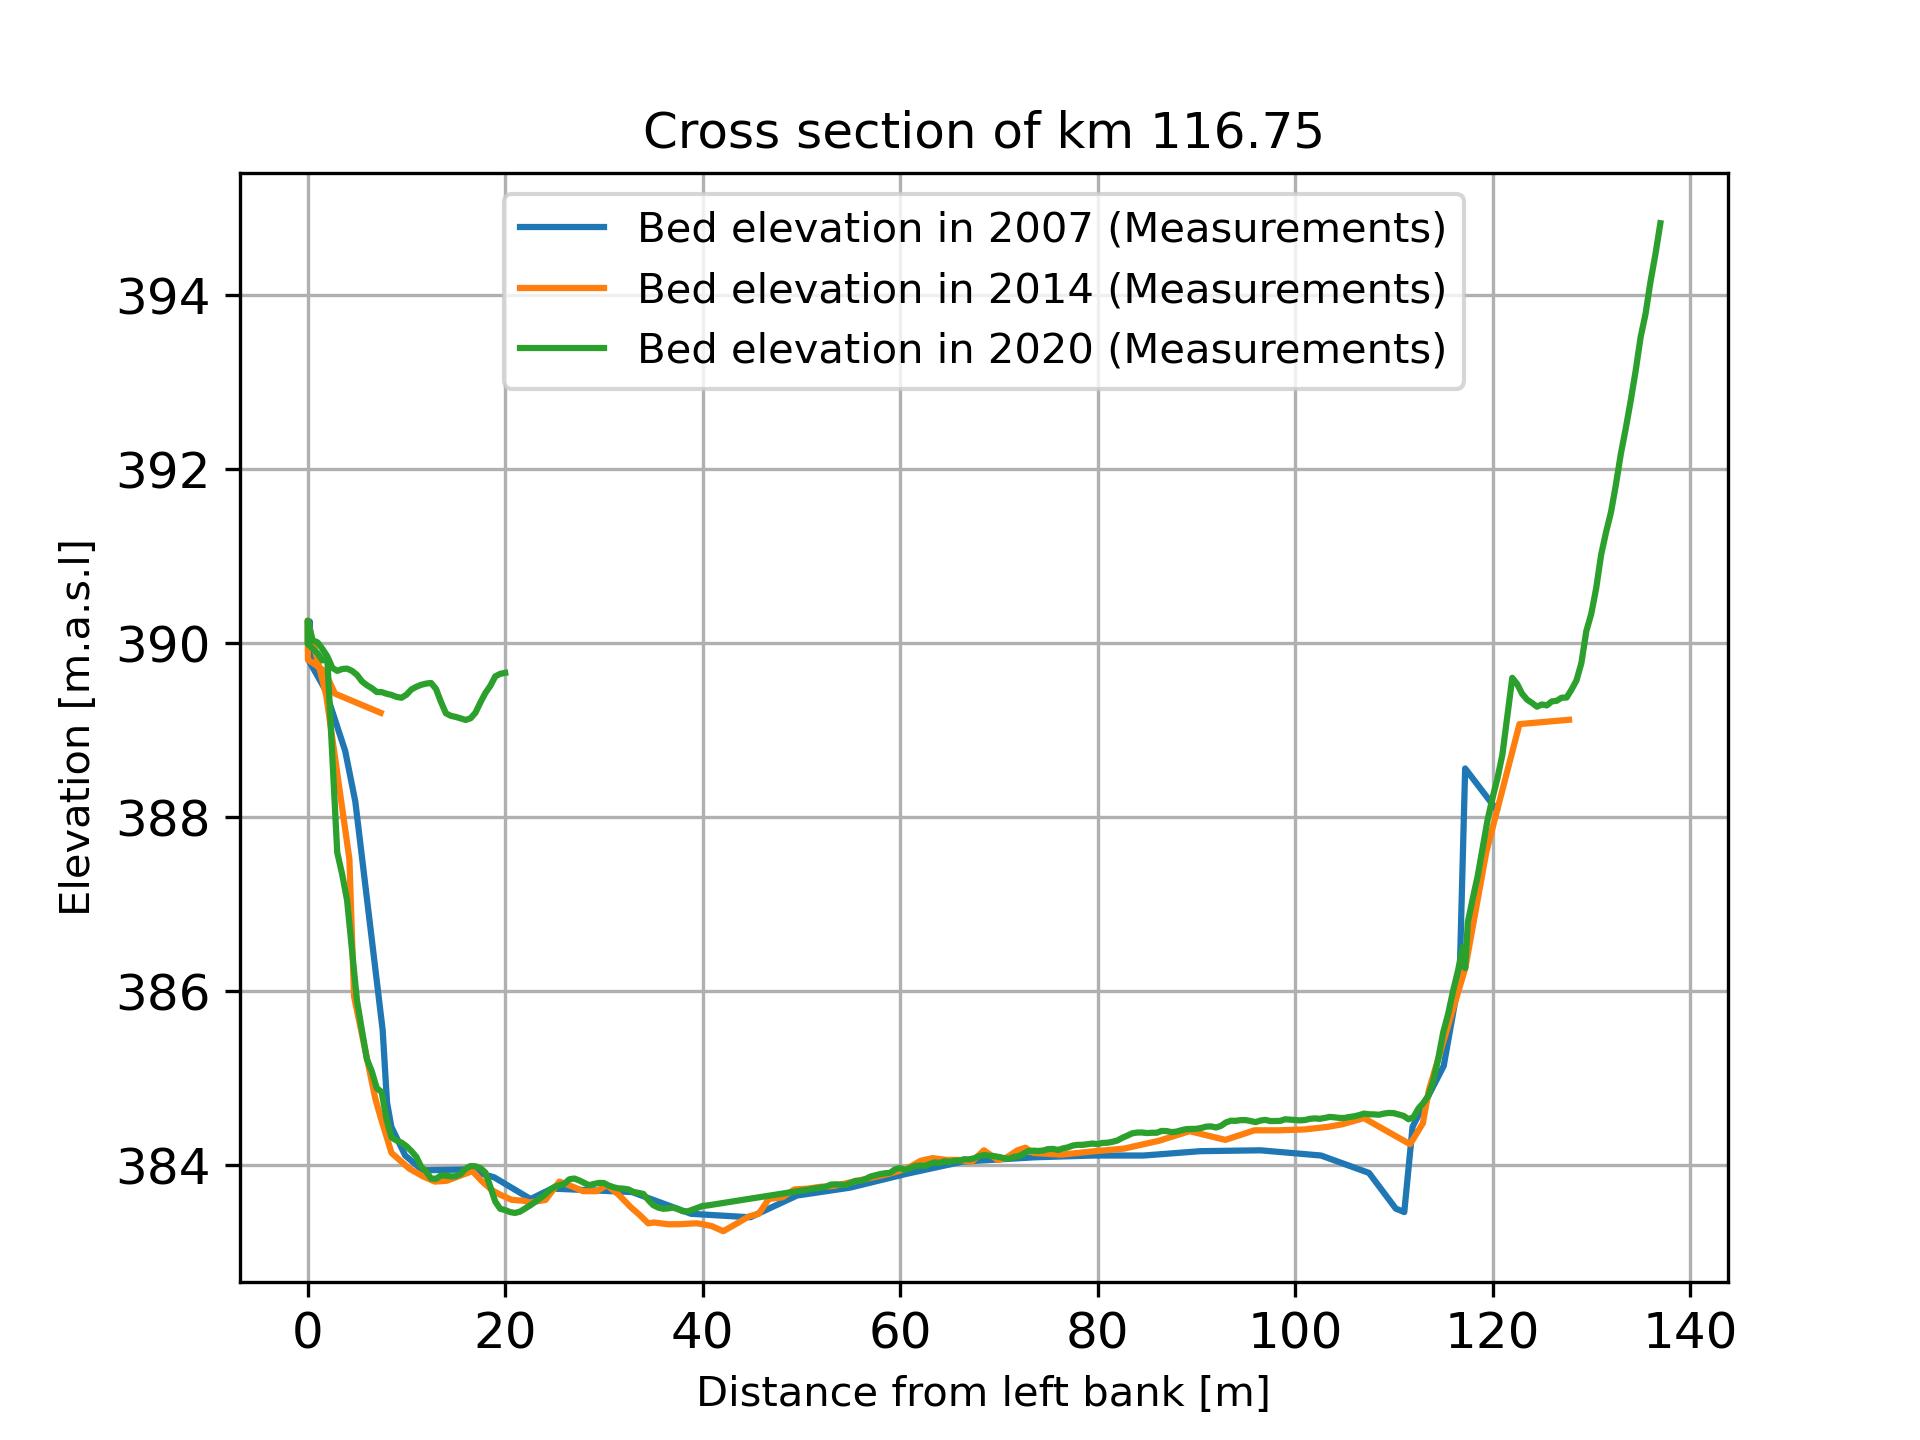 Cross section of km 116.75
Bed elevation in 2007 (Measurements)
Bed elevation in 2014 (Measurements)
Bed elevation in 2020 (Measurements)
394
392
390
388
386
384
Elevation [m.a.s.l]
0 20 40 60 80 100 120 140
Distance from left bank [m]